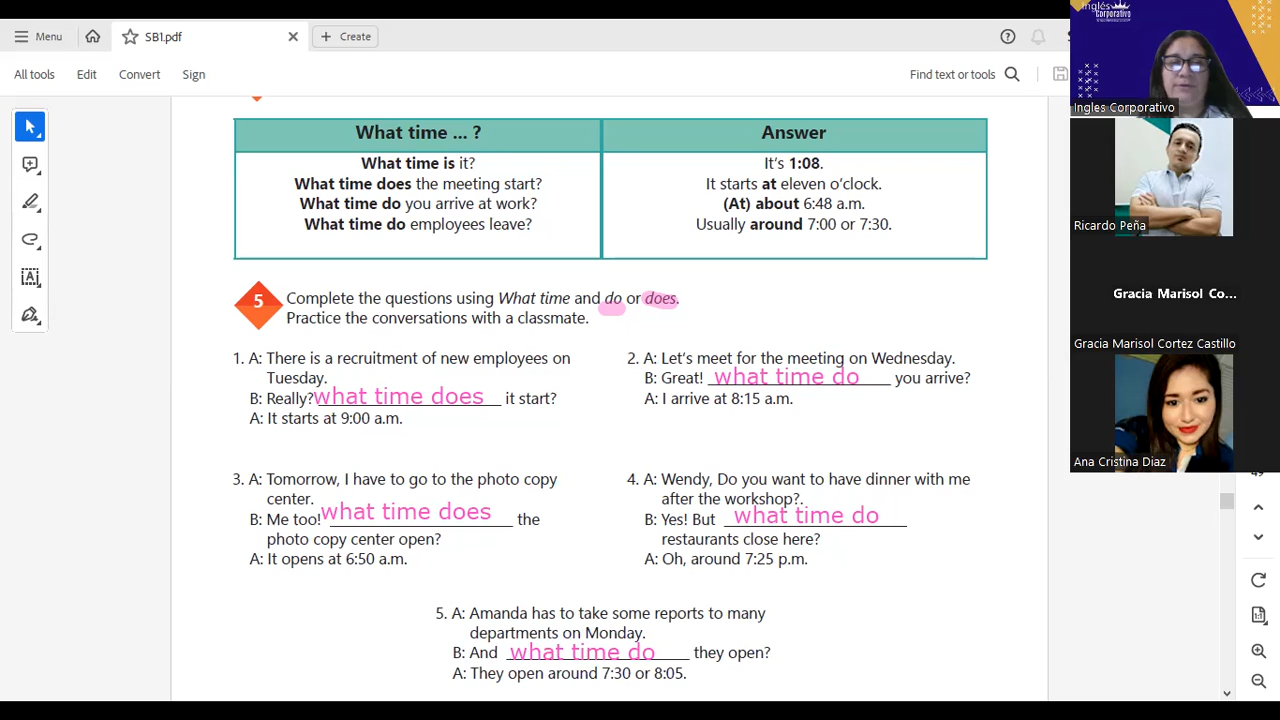 Menu
SB1.pdf
Create
All tools
Edit
Convert
Sign
Find text or tools
What time ... ?
Answer
What time is it?
It's 1:08.
What time does the meeting start?
It starts at eleven o'clock.
What time do you arrive at work?
(At) about 6:48 a.m.
What time do employees leave?
Usually around 7:00 or 7:30.
5
Complete the questions using What time and do or does.
Practice the conversations with a classmate.
1. A: There is a recruitment of new employees on
Tuesday.
B: Really? what time does it start?
A: It starts at 9:00 a.m.
2. A: Let's meet for the meeting on Wednesday.
B: Great! what time do you arrive?
A: I arrive at 8:15 a.m.
3. A: Tomorrow, I have to go to the photo copy
center.
B: Me too! what time does the
photo copy center open?
A: It opens at 6:50 a.m.
4. A: Wendy, Do you want to have dinner with me
after the workshop?.
B: Yes! But what time do
restaurants close here?
A: Oh, around 7:25 p.m.
5. A: Amanda has to take some reports to many
departments on Monday.
B: And what time do they open?
A: They open around 7:30 or 8:05.
Inglés
corporativo
Ingles Corporativo
Ricardo Peña
Gracia Marisol Co...
Gracia Marisol Cortez Castillo
Ana Cristina Diaz
1:1